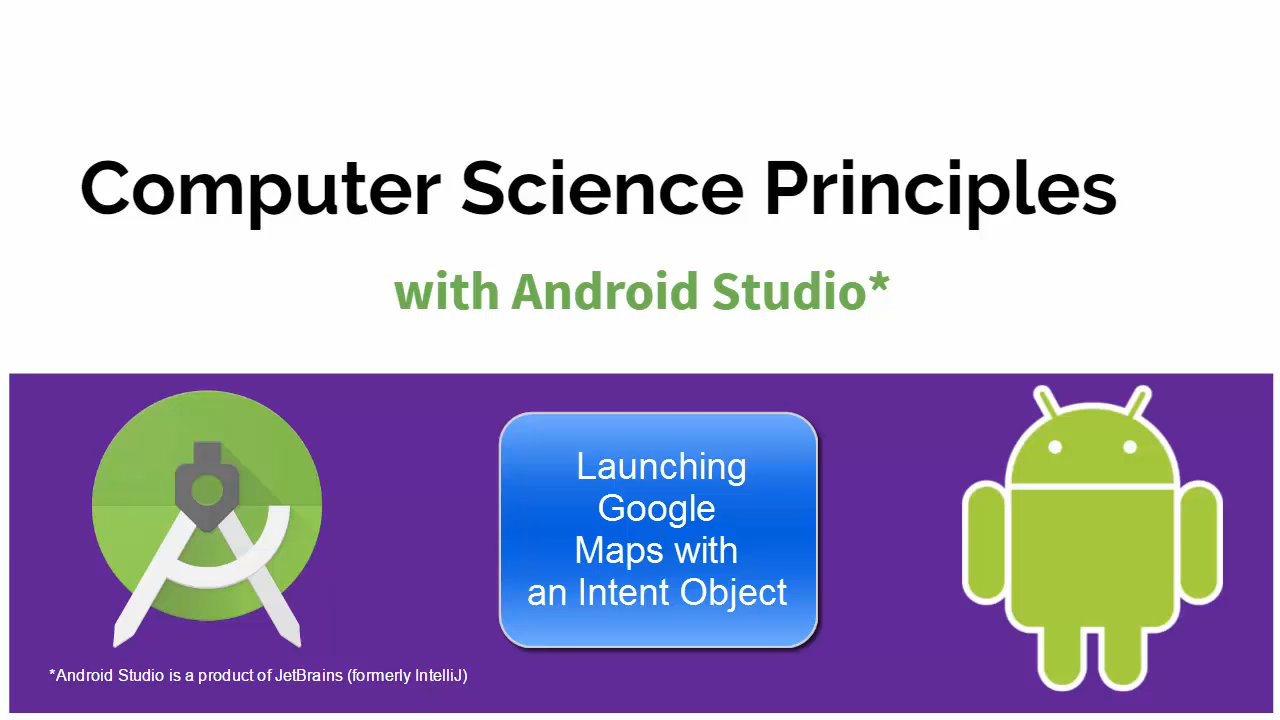 Computer Science Principles
with Android Studio*
Launching
Google
Maps with
an Intent Object
*Android Studio is a product of JetBrains (formerly IntelliJ)